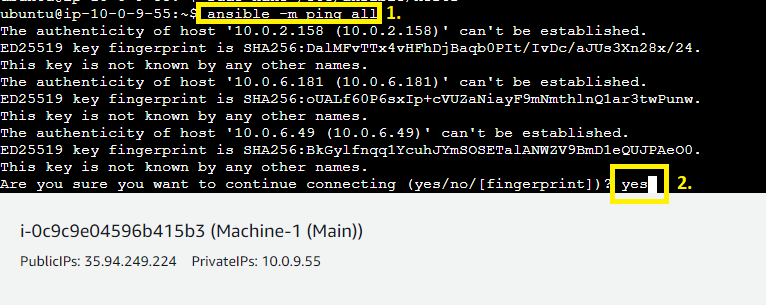 ubuntu@ip-10-0-9-55:~$ ansible -m ping all 1.
The authenticity of host '10.0.2.158 (10.0.2.158)' can't be established.
ED25519 key fingerprint is SHA256:DalMFvTTx4vHFhDjBaqb0PIt/IvDc/aJUs3Xn28x/24.
This key is not known by any other names.
The authenticity of host '10.0.6.181 (10.0.6.181)' can't be established.
ED25519 key fingerprint is SHA256:oUALf60P6sxIp+cVUZaNiayF9mNmthlnQ1ar3twPunw.
This key is not known by any other names.
The authenticity of host '10.0.6.49 (10.0.6.49)' can't be established.
ED25519 key fingerprint is SHA256:BkGylfnqq1YcuhJYmSOSETalANWZV9BmD1eQUJPAeO0.
This key is not known by any other names.
Are you sure you want to continue connecting (yes/no/[fingerprint])? yes 2.
i-0c9c9e04596b415b3 (Machine-1 (Main))
PublicIPs: 35.94.249.224 PrivateIPs: 10.0.9.55